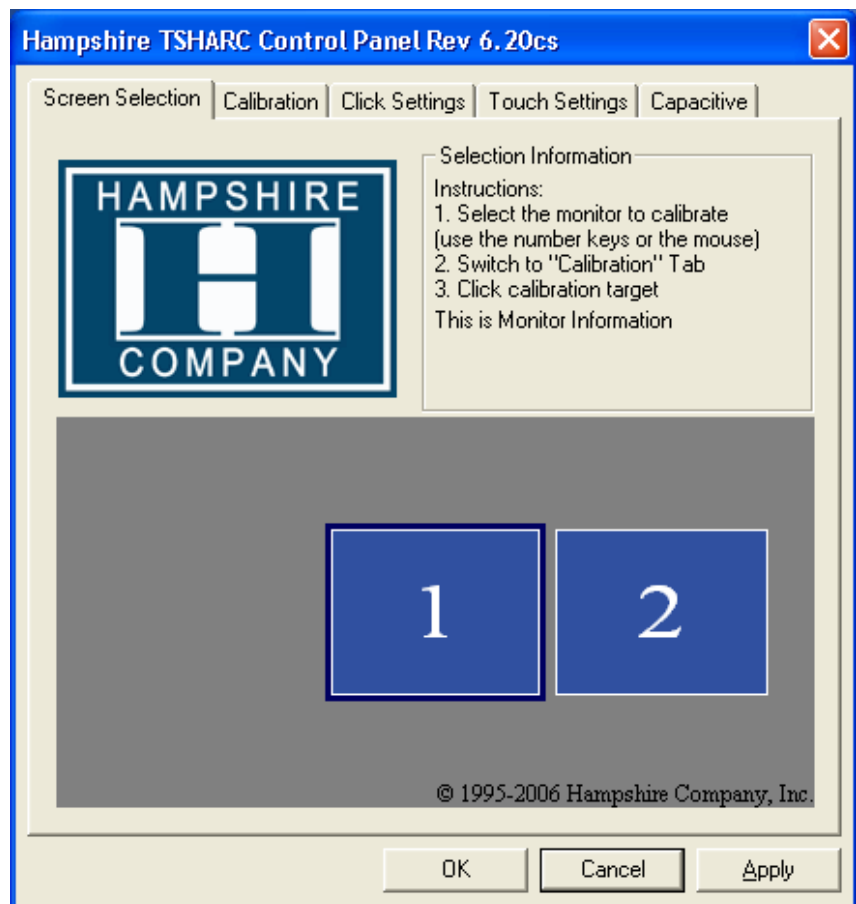 Hampshire TSHARC Control Panel Rev 6.20cs
Screen Selection Calibration Click Settings Touch Settings Capacitive
HAMPSHIRE
COMPANY
Selection Information
Instructions:
1. Select the monitor to calibrate
(use the number keys or the mouse)
2. Switch to "Calibration" Tab
3. Click calibration target
This is Monitor Information
1 2
© 1995-2006 Hampshire Company, Inc.
OK Cancel Apply